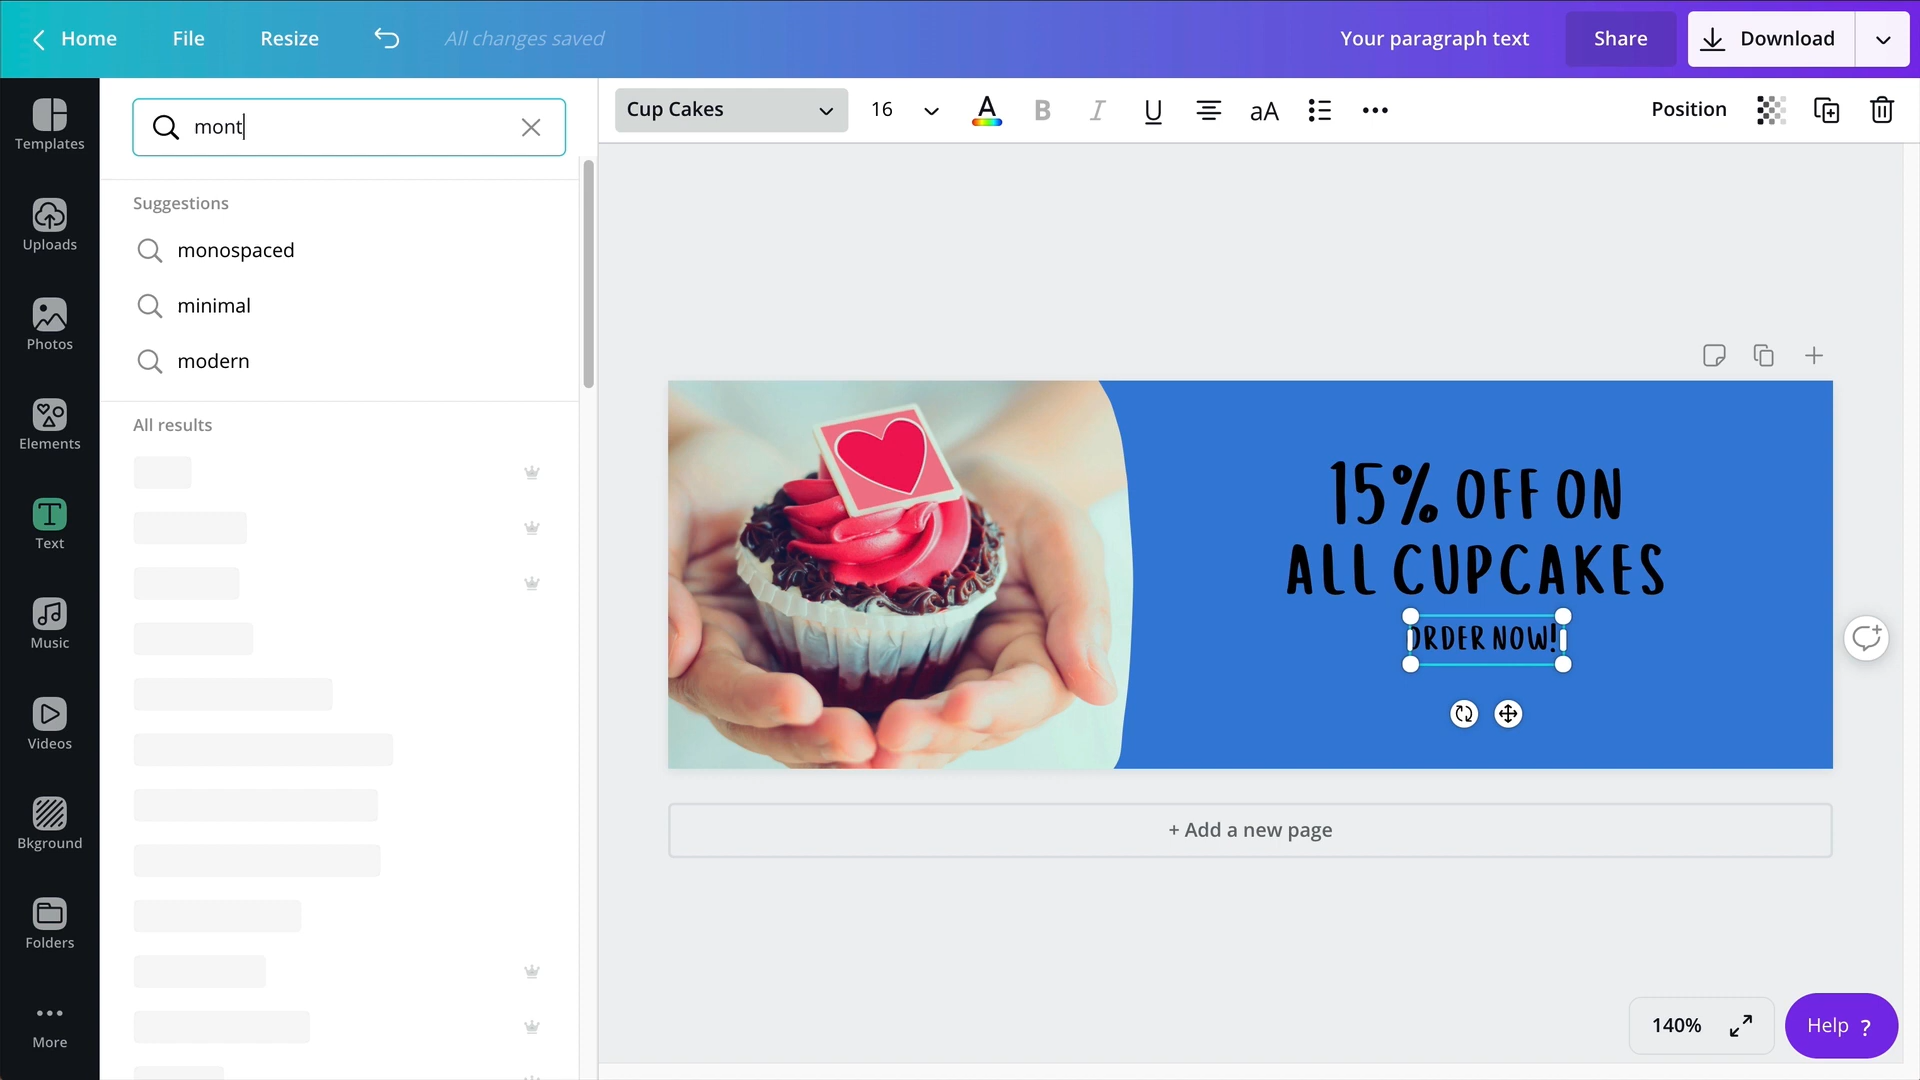 Home
File
Resize
All changes saved
Your paragraph text
Share
Download
mont
Cup Cakes
16
A
B
I
U
aA
Position
Templates
Uploads
Photos
Elements
Text
Music
Videos
Bkground
Folders
More
Suggestions
monospaced
minimal
modern
All results
15% OFF ON
ALL CUPCAKES
ORDER NOW!
+ Add a new page
140%
Help ?